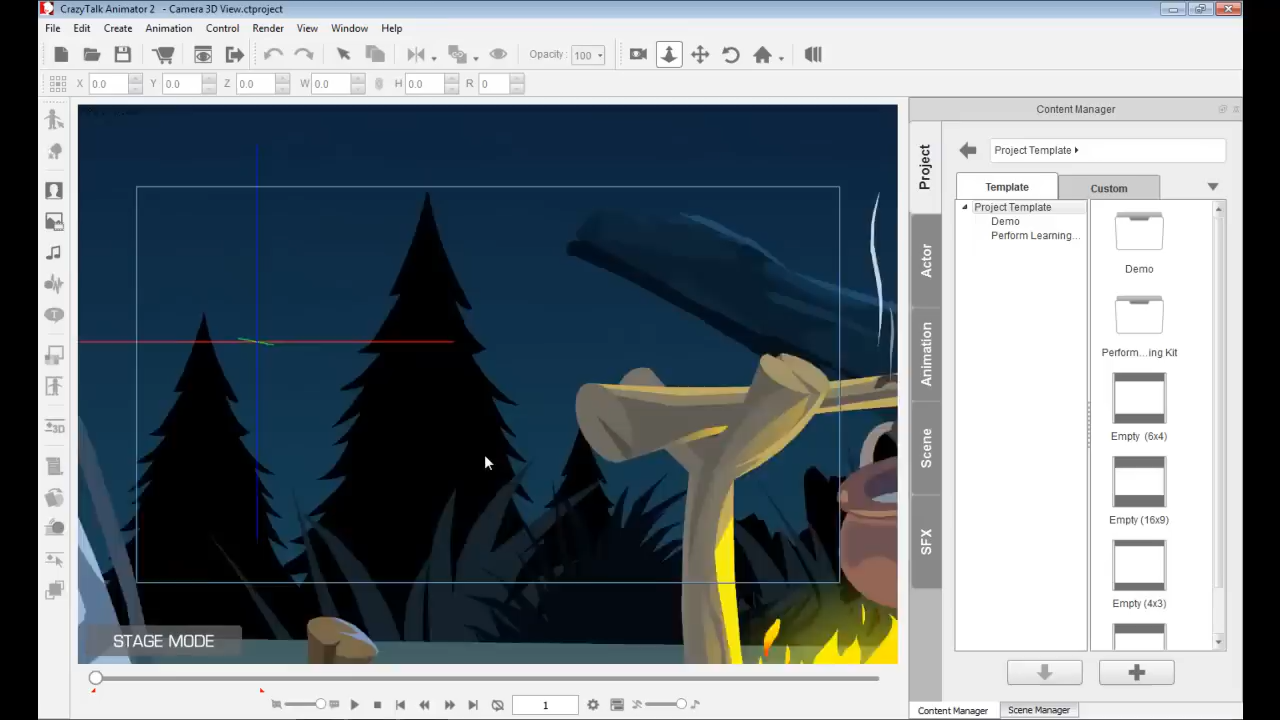 CrazyTalk Animator 2 - Camera 3D View.ctproject
File Edit Create Animation Control Render View Window Help
Opacity: 100
X 0.0 Y 0.0 Z 0.0 W 0.0 H 0.0 R 0
Content Manager
Project Template
Template Custom
Project Template
Demo
Perform Learning...
Demo
Perform...ing Kit
Empty (6x4)
Empty (16x9)
Empty (4x3)
Project
Actor
Animation
Scene
SFX
3D
STAGE MODE
1
Content Manager Scene Manager